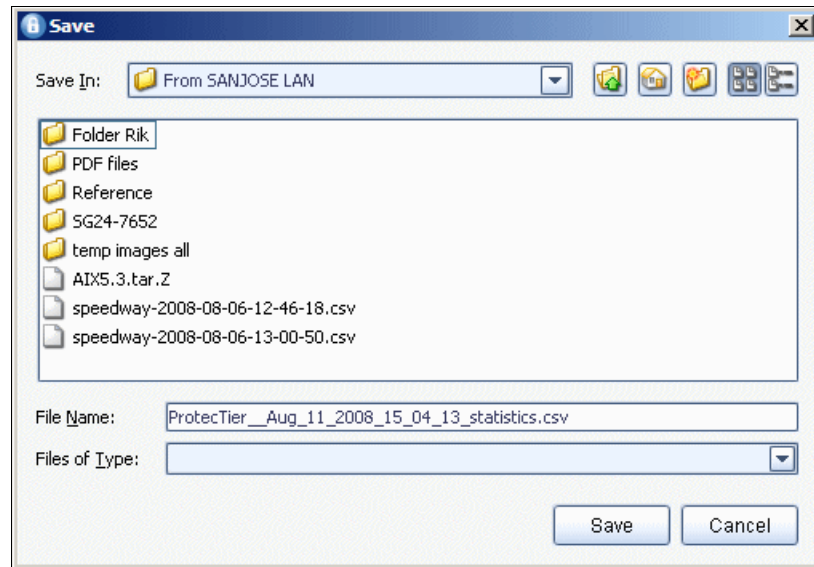 Save
Save In: From SANJOSE LAN
Folder Rik
PDF files
Reference
SG24-7652
temp images all
AIX5.3.tar.Z
speedway-2008-08-06-12-46-18.csv
speedway-2008-08-06-13-00-50.csv
File Name: ProtecTier__Aug_11_2008_15_04_13_statistics.csv
Files of Type:
Save Cancel